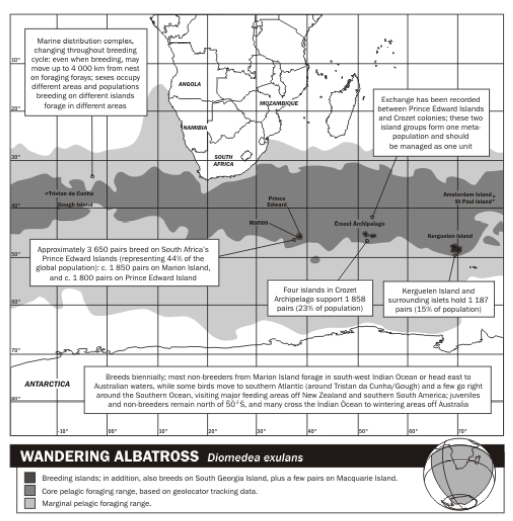 Marine distribution complex,
changing throughout breeding
cycle: even when breeding, may
move up to 4 000 km from nest
on foraging forays; sexes occupy
different areas and populations
breeding on different islands
forage in different areas
10°
ANGOLA
MOZAMBIQUE
Exchange has been recorded
between Prince Edward Islands
and Crozet colonies; these two
island groups form one meta-
population and should
be managed as one unit
20°
NAMIBIA
SOUTH
AFRICA
30°
Tristan da Cunha
Gough Island
Prince
Edward
Marion
Crozet Archipelago
Amsterdam Island
St Paul Island
Kerguelen Island
40°
Approximately 3 650 pairs breed on South Africa's
Prince Edward Islands (representing 44% of the
global population): c. 1 850 pairs on Marion Island,
and c. 1 800 pairs on Prince Edward Island
50°
Four islands in Crozet
Archipelago support 1 858
pairs (23% of population)
Kerguelen Island and
surrounding islets hold 1 187
pairs (15% of population)
60°
70°
ANTARCTICA
Breeds biennially; most non-breeders from Marion Island forage in south-west Indian Ocean or head east to
Australian waters, while some birds move to southern Atlantic (around Tristan da Cunha/Gough) and a few go right
around the Southern Ocean, visiting major feeding areas off New Zealand and southern South America; juveniles
and non-breeders remain north of 50°S, and many cross the Indian Ocean to wintering areas off Australia
80°
-10° 0° 10° 20° 30° 40° 50° 60° 70°
WANDERING ALBATROSS Diomedea exulans
Breeding islands; in addition, also breeds on South Georgia Island, plus a few pairs on Macquarie Island.
Core pelagic foraging range, based on geolocator tracking data.
Marginal pelagic foraging range.